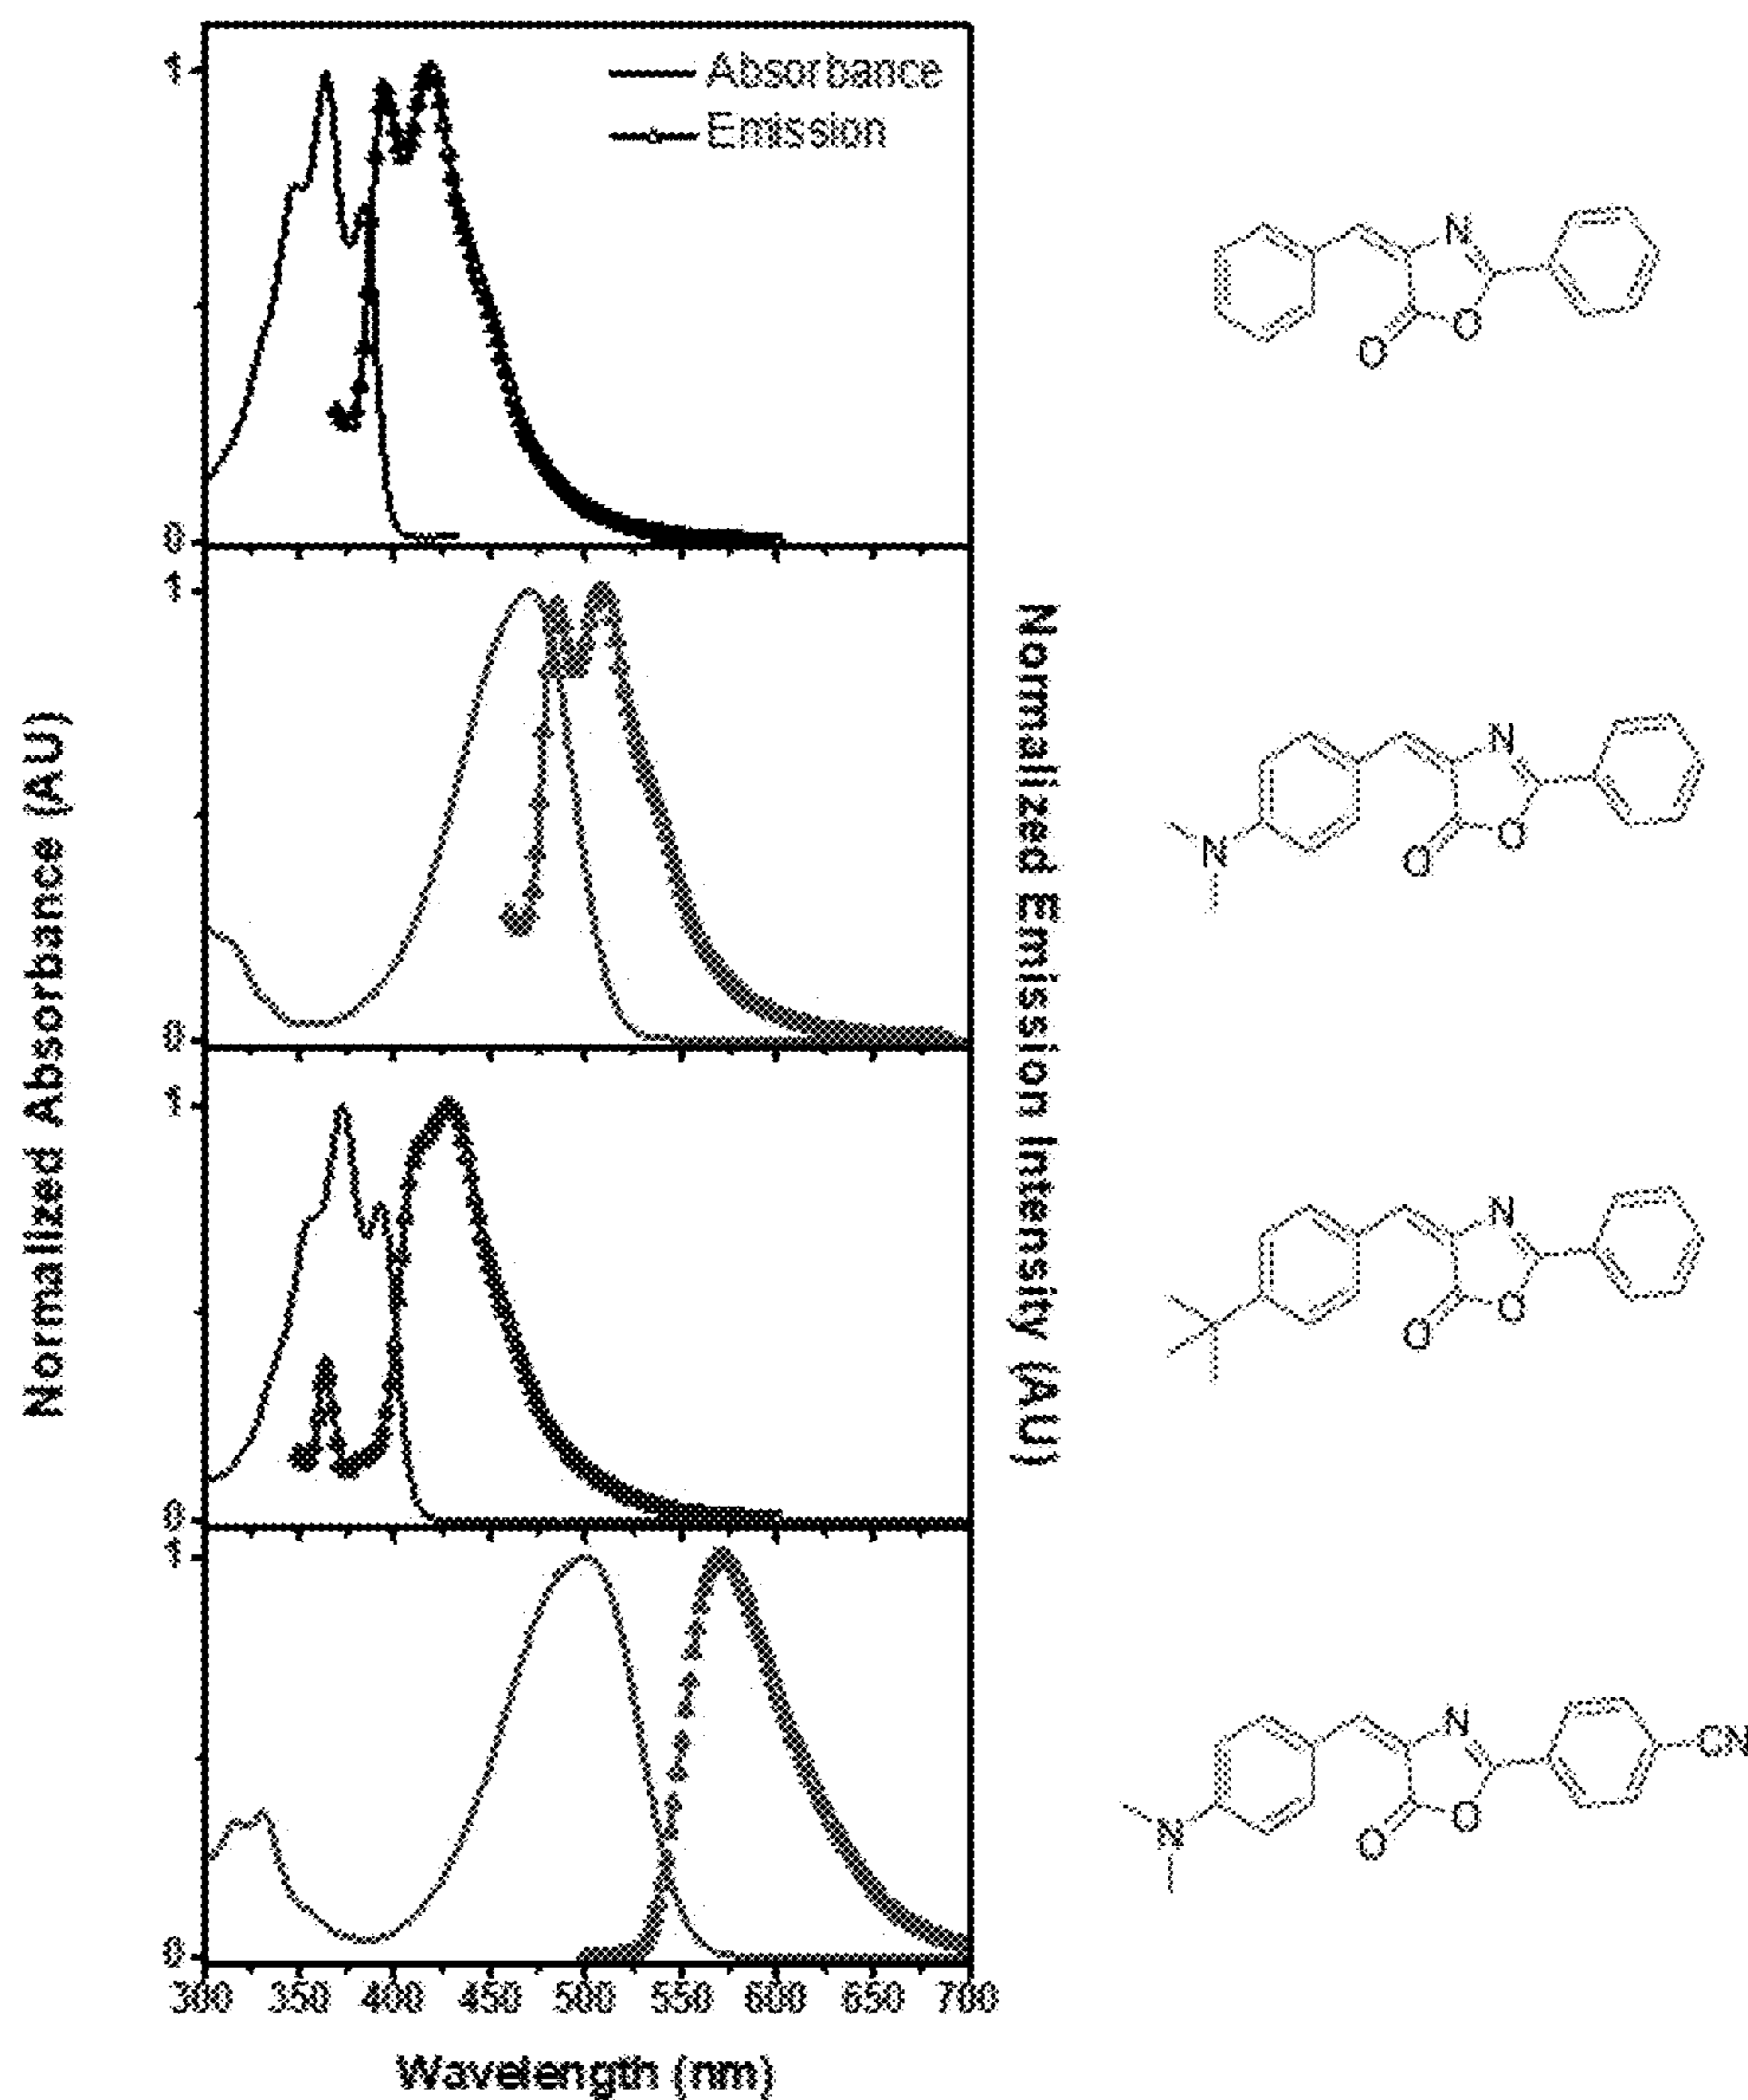 1
Absorbance
Emission
0
1
0
1
0
1
0
300 350 400 450 500 550 600 650 700
Wavelength (nm)
Normalized Absorbance (AU)
Normalized Emission Intensity (AU)
N
O
O
N
O
O
N
N
O
O
N
CN
O
O
N